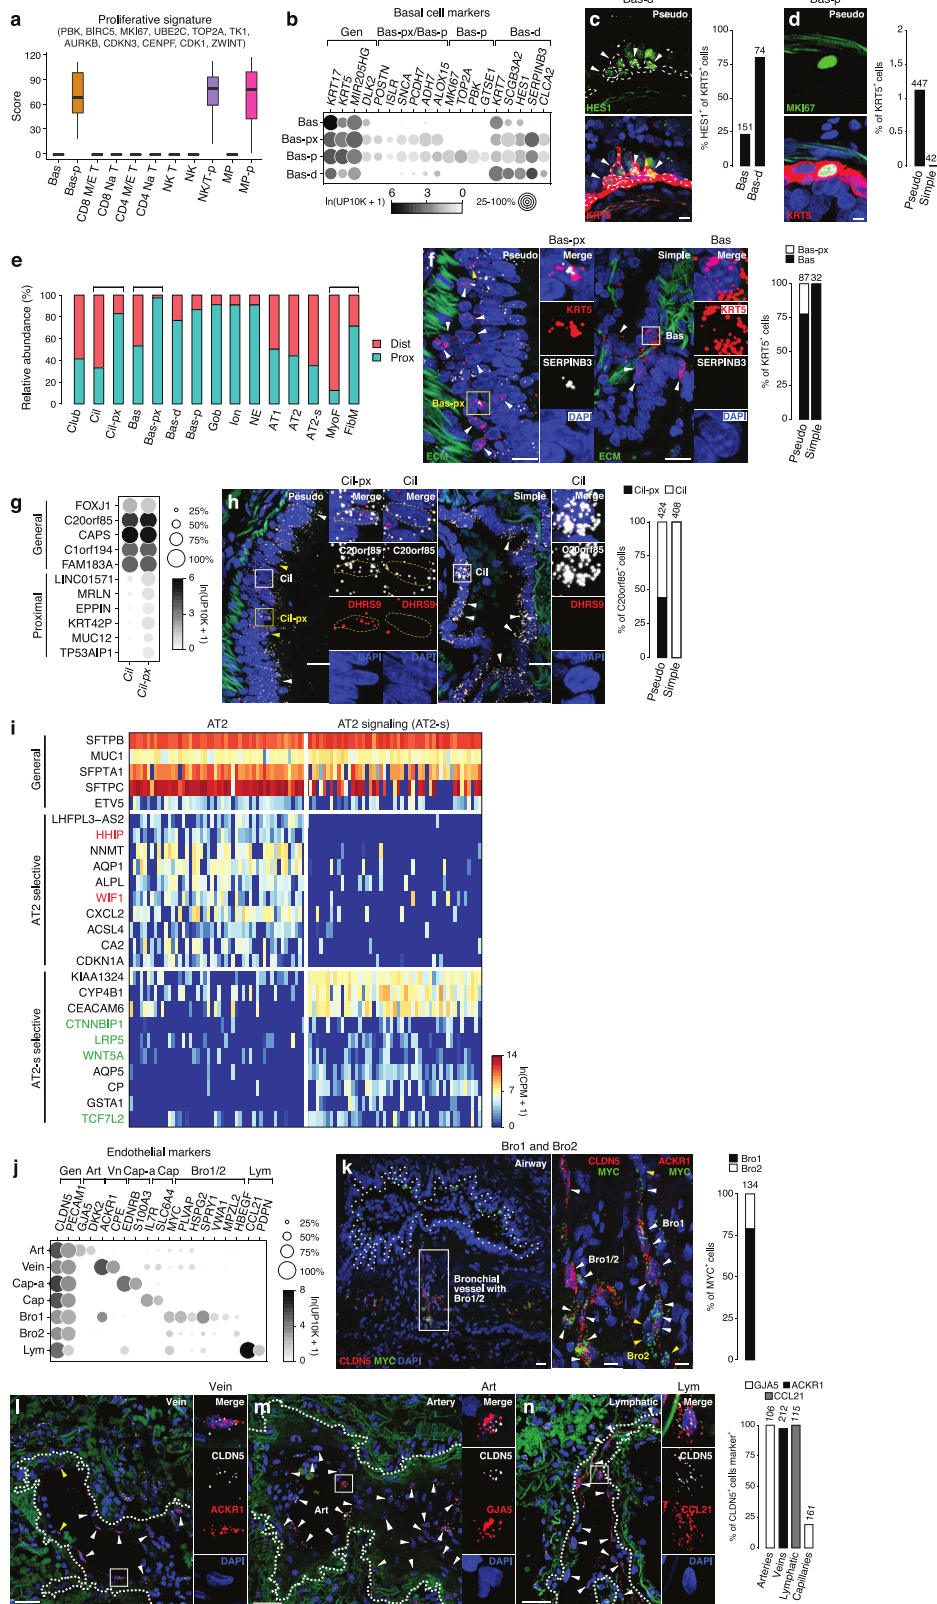 a
Proliferative signature
(PBK, BIRC5, MKI67, UBE2C, TOP2A, TK1,
AURKB, CDKN3, CENPF, CDK1, ZWINT)
Score
120
90
60
30
0
Bas
Bas-p
CD8 M/E T
CD8 Na T
CD4 M/E T
CD4 Na T
NK T
NK
NK/T-p
MP
MP-p
b
Basal cell markers
Gen
Bas-px/Bas-p
Bas-p
Bas-d
KRT17
KRT5
MIR205HG
DLK2
POSTN
ISLR
SNCA
PCDH7
ADH7
ALOX15
MKI67
TOP2A
PBK
GTSE1
KRT7
SCGB3A2
HES1
SERPINB3
CLCA2
Bas
Bas-px
Bas-p
Bas-d
6 3 0
ln(UP10K + 1)
25-100%
c
Bas-d
Pseudo
HES1
KRT5
% HES1+ of KRT5+ cells
100
75
50
25
0
151
74
Bas
Bas-d
d
Bas-p
Pseudo
MKI67
KRT5
% of KRT5+ cells
2
1.5
1
0.5
0
447
42
Pseudo
Simple
e
Relative abundance (%)
100
80
60
40
20
0
Club
Cil
Cil-px
Bas
Bas-px
Bas-d
Bas-p
Gob
Ion
NE
AT1
AT2
AT2-s
MyoF
FibM
Dist
Prox
f
Bas-px
Bas
Pseudo
Merge
Simple
Merge
KRT5
KRT5
Bas
SERPINB3
SERPINB3
Bas-px
DAPI
DAPI
ECM
ECM
Bas-px
Bas
% of KRT5+ cells
100
75
50
25
0
87
32
Pseudo
Simple
g
General
FOXJ1
C20orf85
CAPS
C1orf194
FAM183A
Proximal
LINC01571
MRLN
EPPIN
KRT42P
MUC12
TP53AIP1
Cil
Cil-px
25%
50%
75%
100%
6
3
0
ln(UP10K + 1)
h
Cil-px
Cil
Cil
Pesudo
Merge
Merge
Simple
Merge
C20orf85
C20orf85
C20orf85
Cil
Cil
Cil-px
DHRS9
DHRS9
DHRS9
DAPI
DAPI
DAPI
Cil-px
Cil
% of C20orf85+ cells
100
75
50
25
0
424
408
Pseudo
Simple
i
AT2
AT2 signaling (AT2-s)
General
SFTPB
MUC1
SFPTA1
SFTPC
ETV5
AT2 selective
LHFPL3−AS2
HHIP
NNMT
AQP1
ALPL
WIF1
CXCL2
ACSL4
CA2
CDKN1A
AT2-s selective
KIAA1324
CYP4B1
CEACAM6
CTNNBIP1
LRP5
WNT5A
AQP5
CP
GSTA1
TCF7L2
14
7
0
ln(CPM + 1)
j
Endothelial markers
Gen
Art
Vn
Cap-a
Cap
Bro1/2
Lym
CLDN5
PECAM1
GJA5
DKK2
ACKR1
CPE
EDNRB
S100A3
IL7R
SLC6A4
MYC
PLVAP
HSPG2
SPRY1
VWA1
MPZL2
HBEGF
CCL21
PDPN
Art
Vein
Cap-a
Cap
Bro1
Bro2
Lym
25%
50%
75%
100%
8
4
0
ln(UP10K + 1)
k
Bro1 and Bro2
Airway
CLDN5
MYC
ACKR1
MYC
Bro1
Bro1/2
Bronchial
vessel with
Bro1/2
Bro2
CLDN5 MYC DAPI
Bro1
Bro2
% of MYC+ cells
100
75
50
25
0
134
l
Vein
Vein
Merge
CLDN5
ACKR1
DAPI
m
Art
Artery
Merge
CLDN5
Art
GJA5
DAPI
n
Lym
Lymphatic
Merge
CLDN5
CCL21
DAPI
GJA5
ACKR1
CCL21
% of CLDN5+ cells marker+
100
75
50
25
0
106
212
115
161
Arteries
Veins
Lymphatic
Capillaries